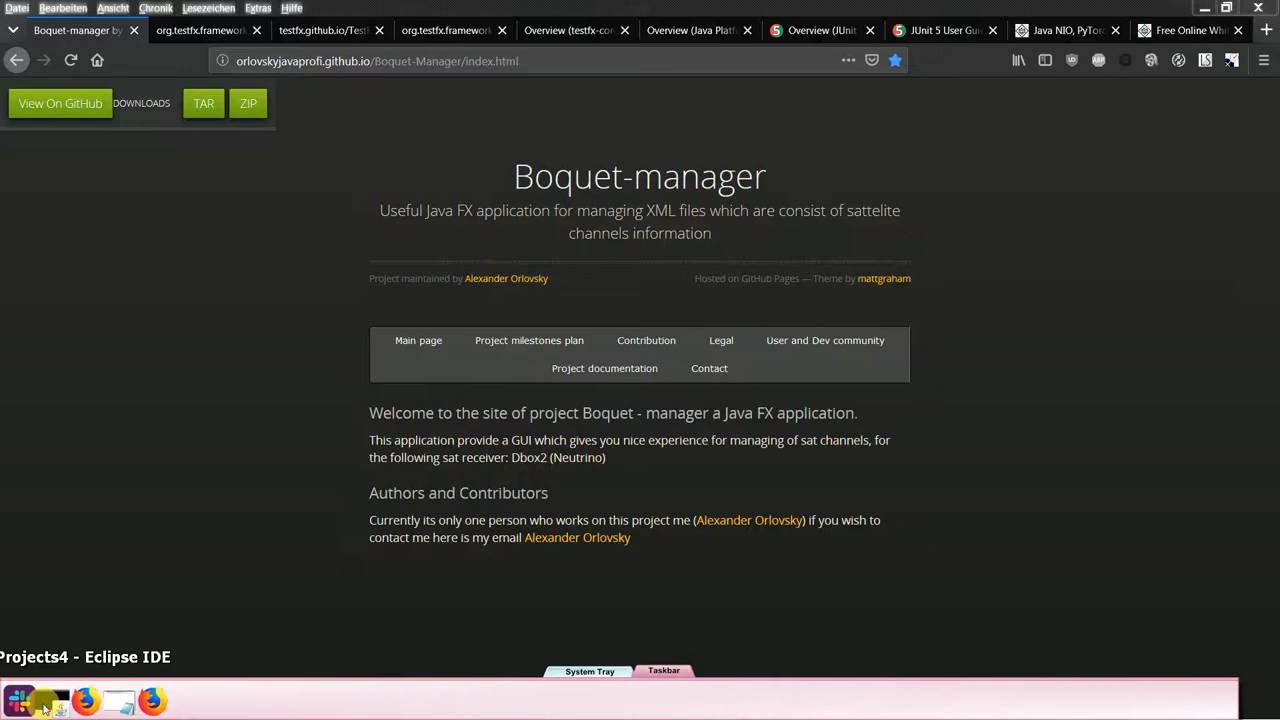 Datei Bearbeiten Ansicht Chronik Lesezeichen Extras Hilfe
Boquet-manager by
org.testfx.framework
testfx.github.io/Test
org.testfx.framework
Overview (testfx-co
Overview (Java Platf
Overview (JUnit
JUnit 5 User Guid
Java NIO, PyTorc
Free Online Whi
orlovskyjavaprofi.github.io/Boquet-Manager/index.html
View On GitHub DOWNLOADS TAR ZIP
Boquet-manager
Useful Java FX application for managing XML files which are consist of sattelite
channels information
Project maintained by Alexander Orlovsky
Hosted on GitHub Pages — Theme by mattgraham
Main page Project milestones plan Contribution Legal User and Dev community
Project documentation Contact
Welcome to the site of project Boquet - manager a Java FX application.
This application provide a GUI which gives you nice experience for managing of sat channels, for
the following sat receiver: Dbox2 (Neutrino)
Authors and Contributors
Currently its only one person who works on this project me (Alexander Orlovsky) if you wish to
contact me here is my email Alexander Orlovsky
Projects4 - Eclipse IDE
System Tray Taskbar